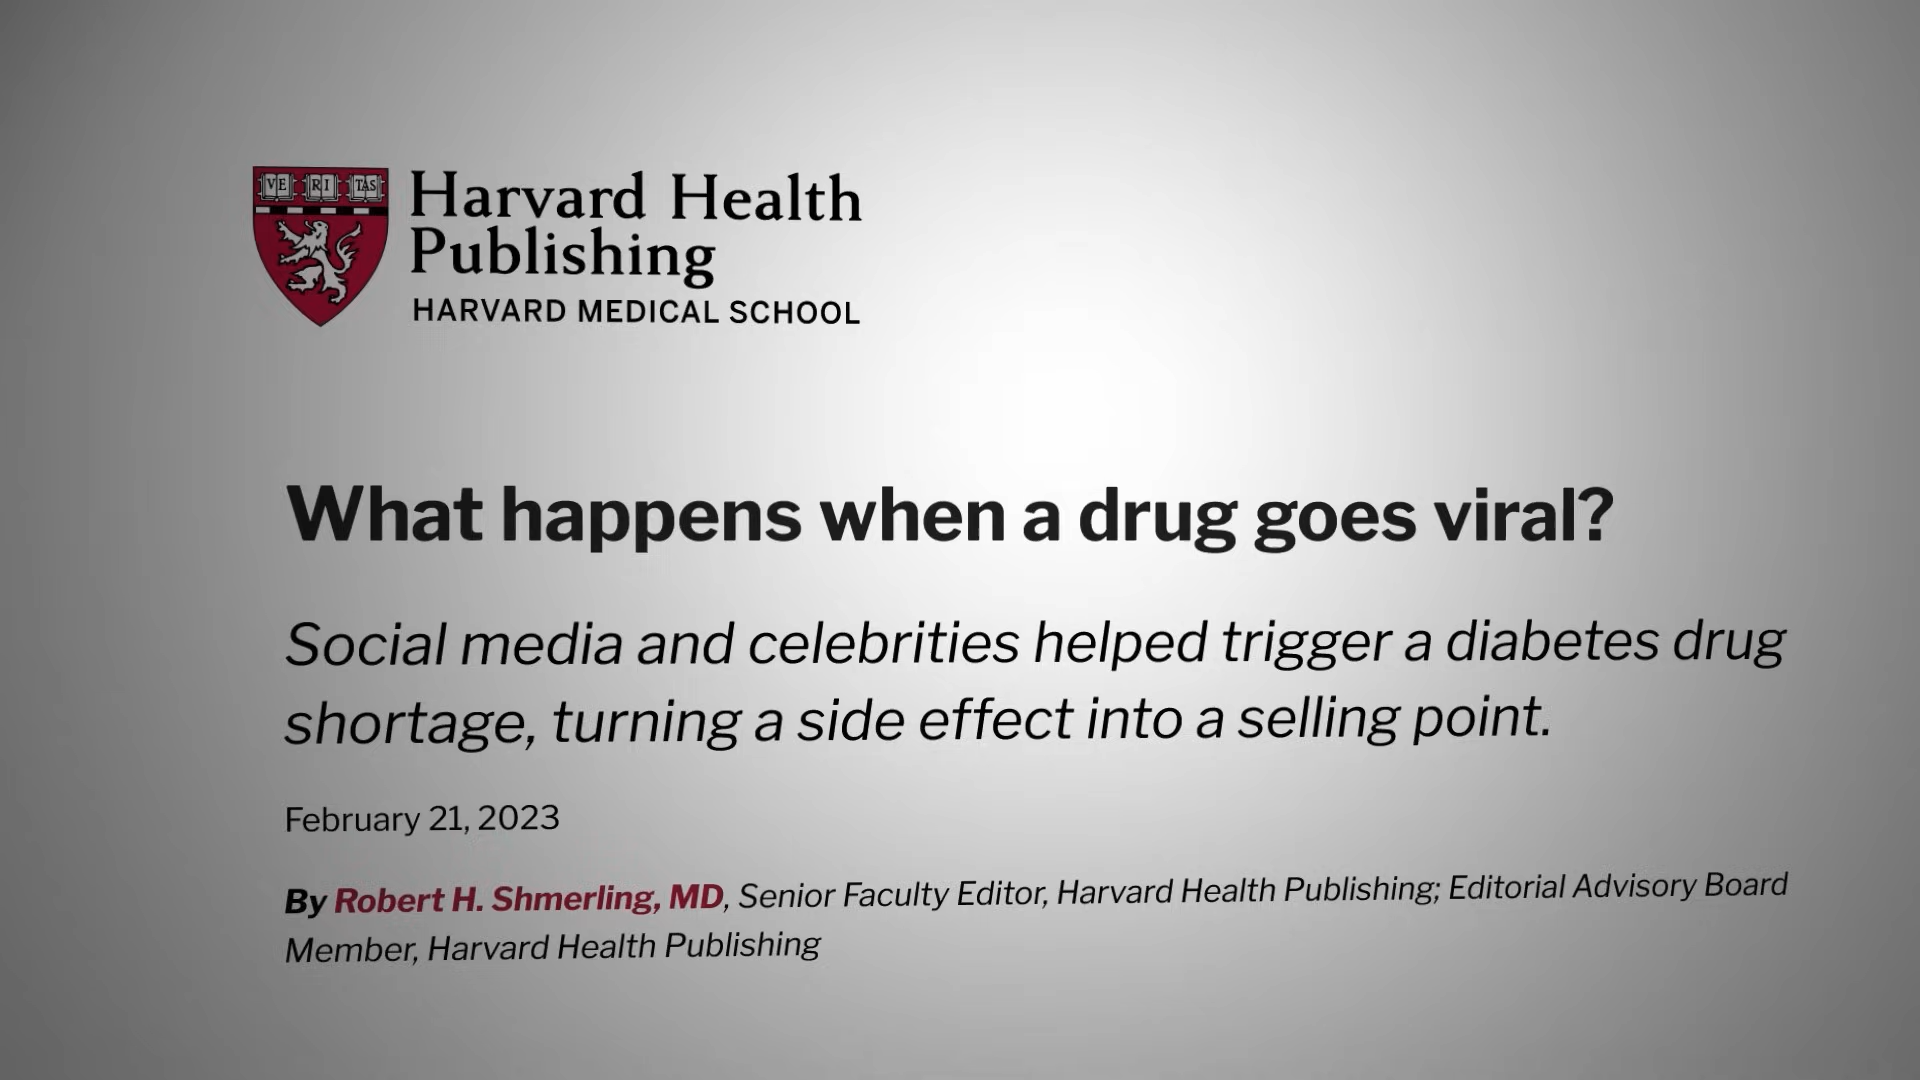 VE RI TAS
Harvard Health
Publishing
HARVARD MEDICAL SCHOOL
What happens when a drug goes viral?
Social media and celebrities helped trigger a diabetes drug
shortage, turning a side effect into a selling point.
February 21, 2023
By Robert H. Shmerling, MD, Senior Faculty Editor, Harvard Health Publishing; Editorial Advisory Board
Member, Harvard Health Publishing